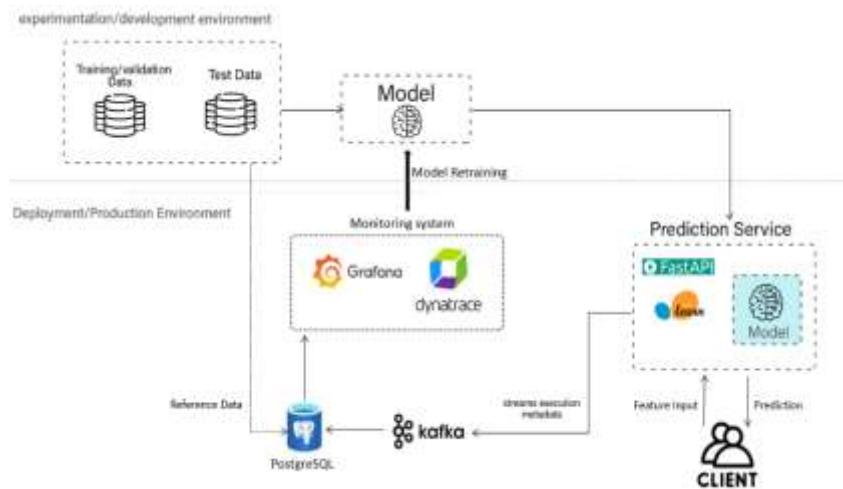 experimentation/development environment
Training/validation
Data
Test Data
Model
Model Retraining
Deployment/Production Environment
Monitoring system
Grafana
dynatrace
Prediction Service
FastAPI
learn
Model
Reference Data
streams execution
metadata
Feature Input
Prediction
kafka
PostgreSQL
CLIENT